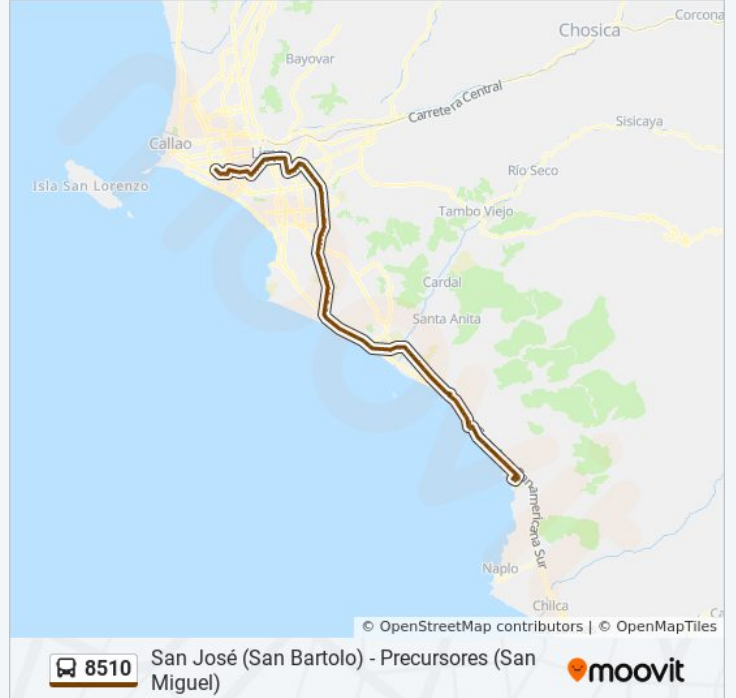 Corcona
Chosica
Bayovar
Carretera Central
Sisicaya
Callao
Río Seco
Isla San Lorenzo
Tambo Viejo
Cardal
Santa Anita
Panamericana Sur
Naplo
Chilca
© OpenStreetMap contributors | © OpenMapTiles
8510
San José (San Bartolo) - Precursores (San
Miguel)
moovit
moovit